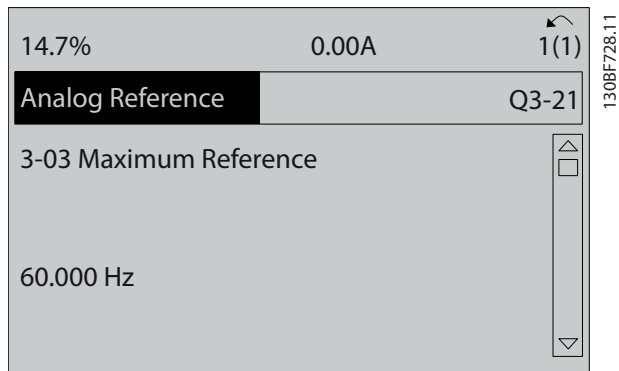 14.7% 0.00A 1(1)
Analog Reference Q3-21
3-03 Maximum Reference
60.000 Hz
130BF728.11